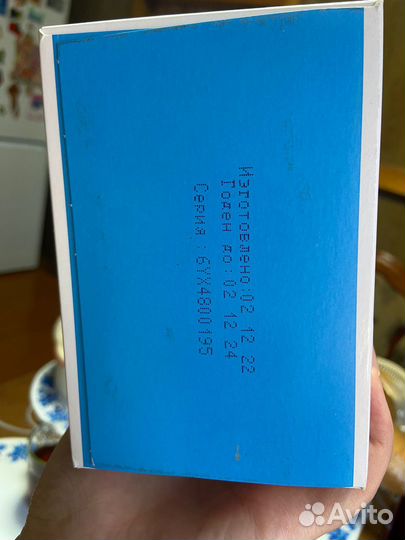 Изготовлено:02 12 22
Годен до:02 12 24
Серия :6YX4800195
Avito